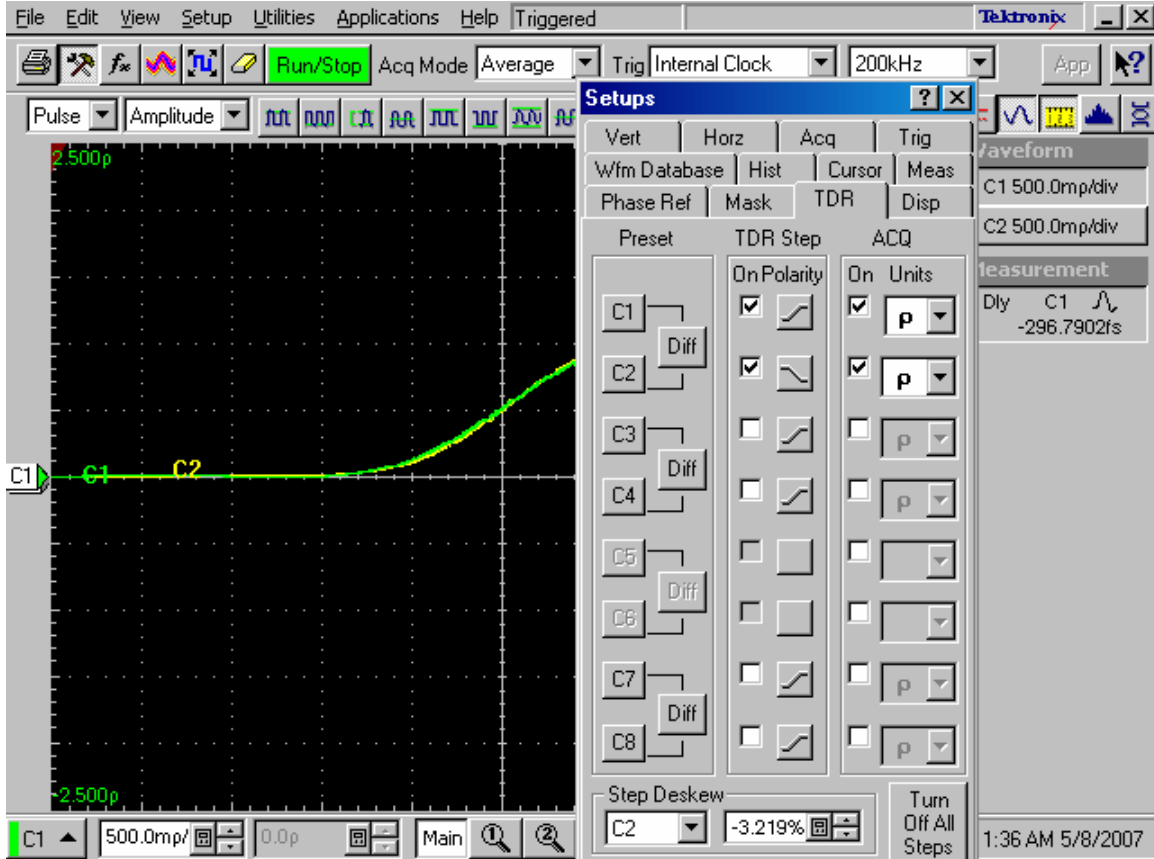 File Edit View Setup Utilities Applications Help Triggered Tektronix
Run/Stop Acq Mode Average Trig Internal Clock 200kHz App
Pulse Amplitude
Setups
Vert Horz Acq Trig
Wfm Database Hist Cursor Meas
Phase Ref Mask TDR Disp
Preset TDR Step ACQ
On Polarity On Units
C1 ρ
Diff
C2 ρ
C3 ρ
Diff
C4 ρ
C5
Diff
C6
C7 ρ
Diff
C8 ρ
Step Deskew
C2 -3.219%
Turn
Off All
Steps
2.500ρ
C1 C1 C2
-2.500ρ
Waveform
C1 500.0mρ/div
C2 500.0mρ/div
Measurement
Dly C1
-296.7902fs
C1 500.0mρ/ 0.0ρ Main 1 2 1:36 AM 5/8/2007